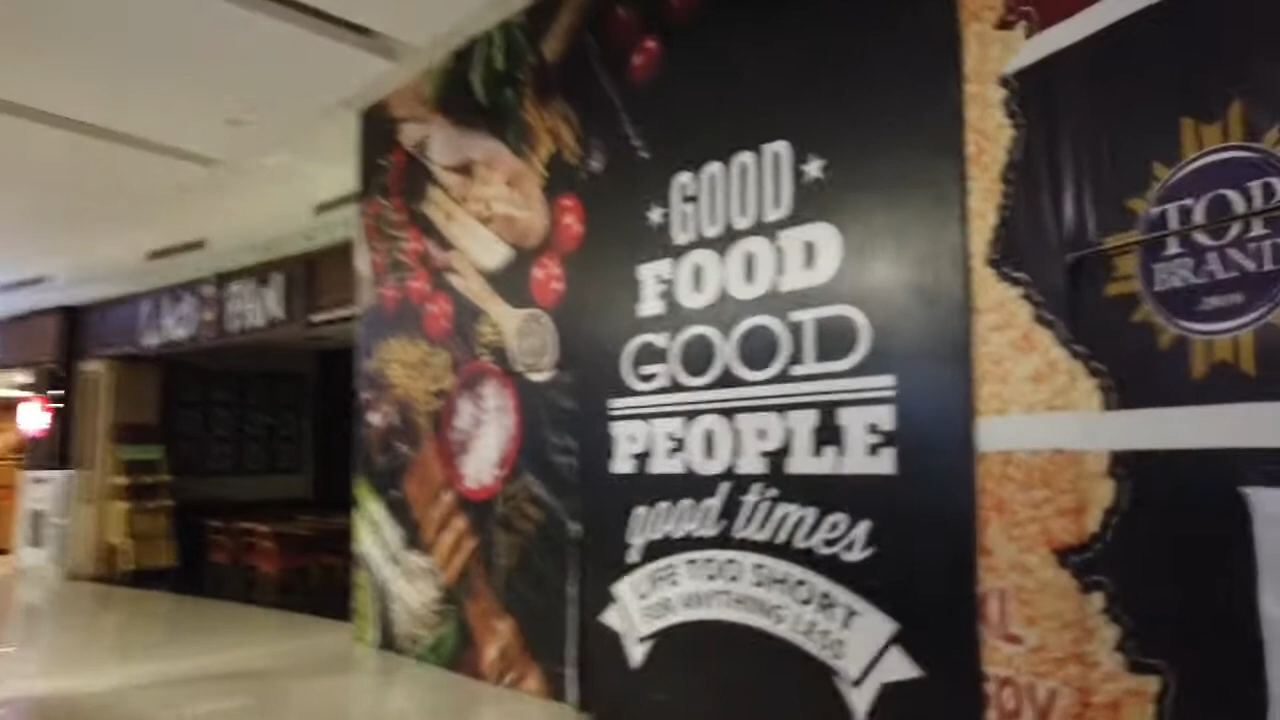 GOOD
FOOD
GOOD
PEOPLE
good times
LIFE TOO SHORT
FOR ANYTHING LESS
TOP
BRAND